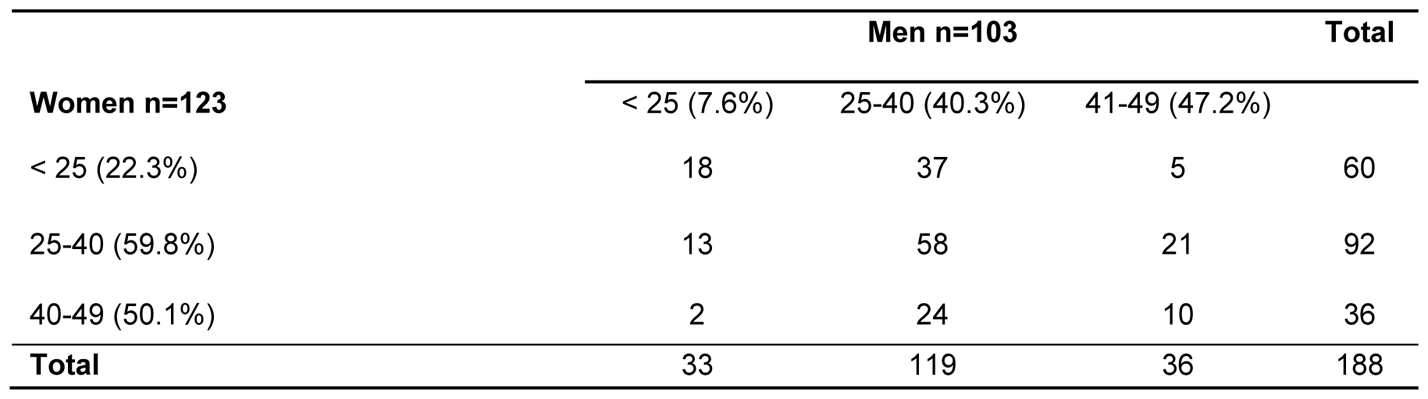 Men n=103 Total
Women n=123 < 25 (7.6%) 25-40 (40.3%) 41-49 (47.2%)
< 25 (22.3%) 18 37 5 60
25-40 (59.8%) 13 58 21 92
40-49 (50.1%) 2 24 10 36
Total 33 119 36 188